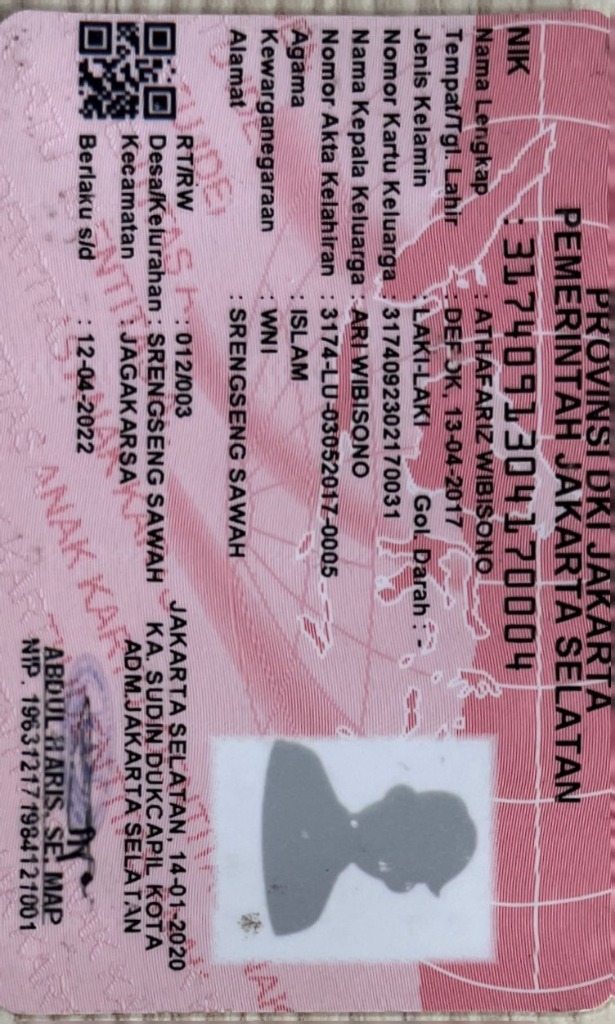 PROVINSI DKI JAKARTA
PEMERINTAH JAKARTA SELATAN
NIK : 3174091304170004
Nama Lengkap : ATHAFARIZ WIBISONO
Tempat/Tgl. Lahir : DEPOK, 13-04-2017
Jenis Kelamin : LAKI-LAKI Gol. Darah : -
Nomor Kartu Keluarga : 3174092302170031
Nama Kepala Keluarga : ARI WIBISONO
Nomor Akta Kelahiran : 3174-LU-03052017-0005
Agama : ISLAM
Kewarganegaraan : WNI
Alamat : SRENGSENG SAWAH
RT/RW : 012/003
Desa/Kelurahan : SRENGSENG SAWAH
Kecamatan : JAGAKARSA
Berlaku s/d : 12-04-2022
JAKARTA SELATAN, 14-01-2020
KA. SUDIN DUKCAPIL KOTA
ADM.JAKARTA SELATAN
ABDUL HARIS, SE. MAP
NIP. 196312171984121001